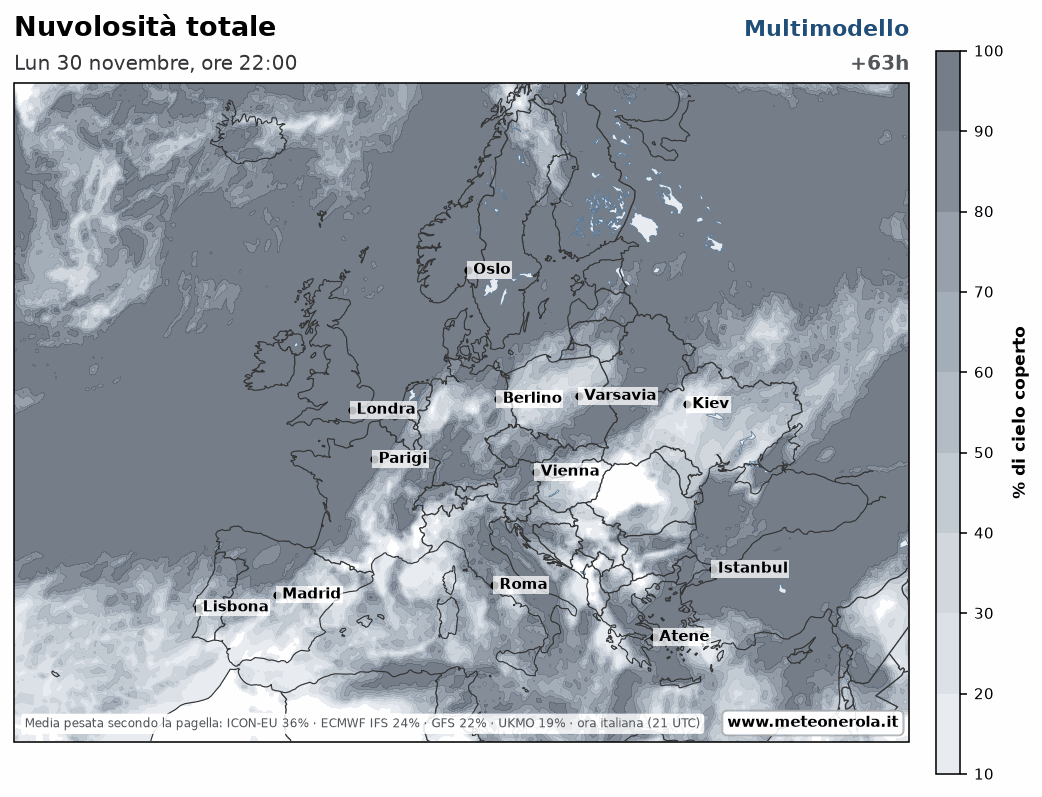 Nuvolosità totale
Multimodello
Lun 30 novembre, ore 22:00
+63h
100
90
80
70
60
50
40
30
20
10
% di cielo coperto
Oslo
Londra
Berlino
Varsavia
Kiev
Parigi
Vienna
Istanbul
Roma
Madrid
Lisbona
Atene
Media pesata secondo la pagella: ICON-EU 36% · ECMWF IFS 24% · GFS 22% · UKMO 19% · ora italiana (21 UTC)
www.meteonerola.it